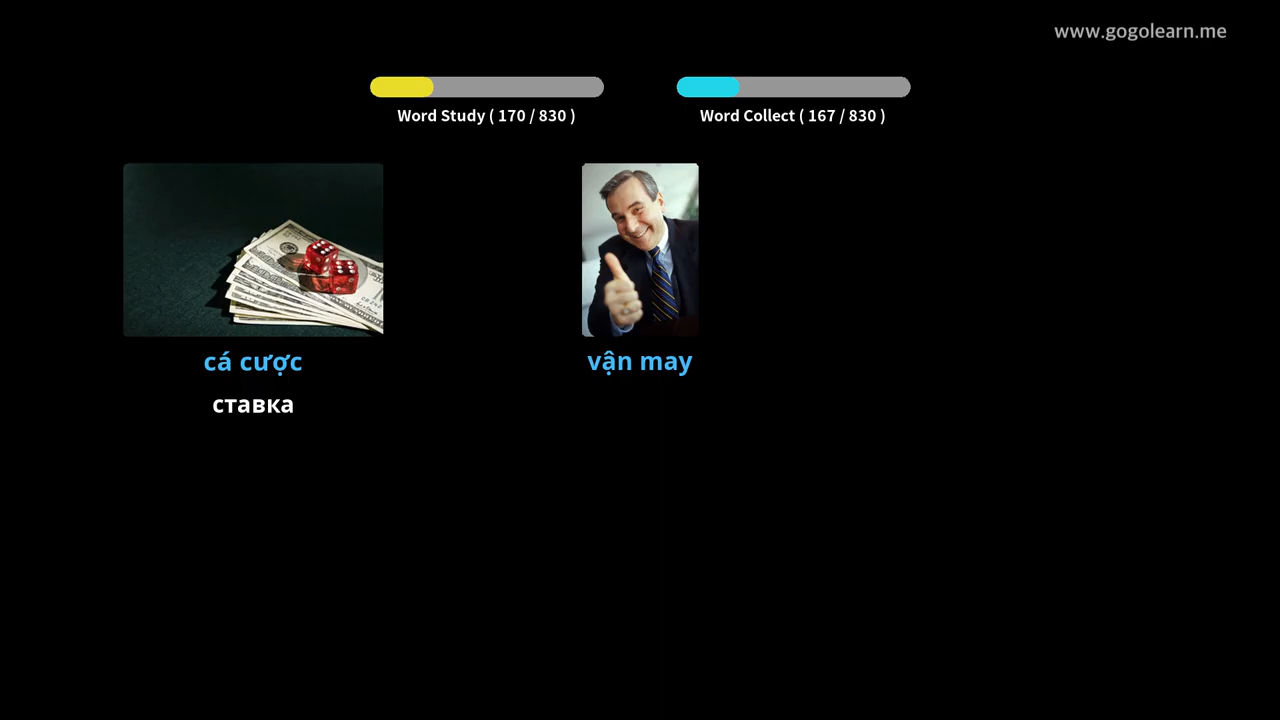 www.gogolearn.me
Word Study ( 170 / 830 )
Word Collect ( 167 / 830 )
cá cược
vận may
ставка